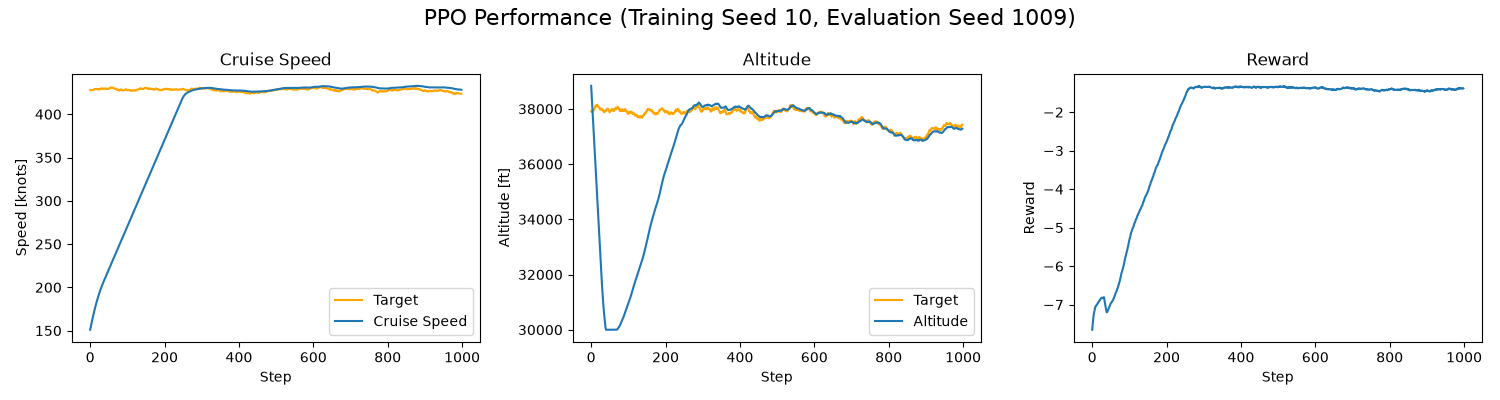 PPO Performance (Training Seed 10, Evaluation Seed 1009)
Cruise Speed
Speed [knots]
400
350
300
250
200
150
0 200 400 600 800 1000
Step
Target
Cruise Speed
Altitude
Altitude [ft]
38000
36000
34000
32000
30000
0 200 400 600 800 1000
Step
Target
Altitude
Reward
Reward
−2
−3
−4
−5
−6
−7
0 200 400 600 800 1000
Step